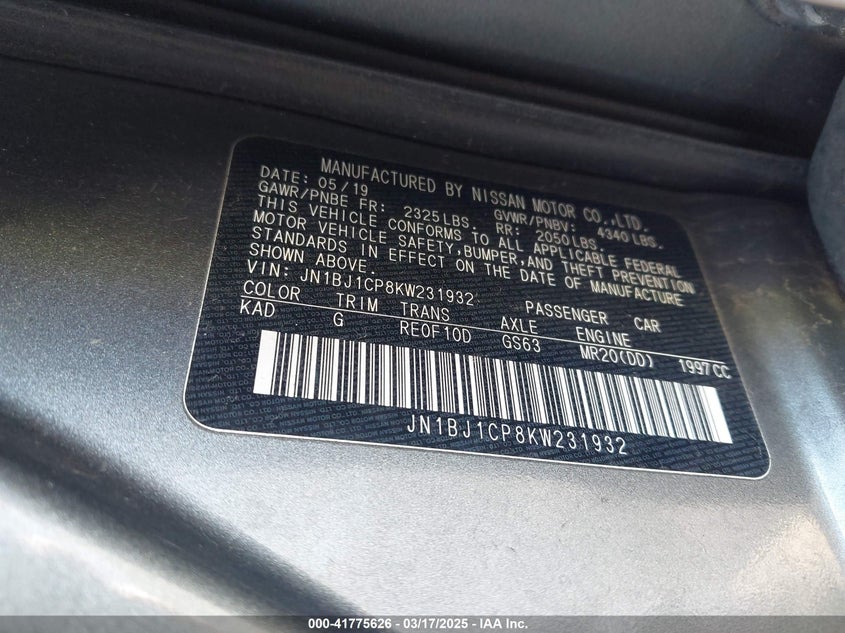 MANUFACTURED BY NISSAN MOTOR CO.,LTD.
DATE: 05/19 GVWR/PNBV: 4340 LBS.
GAWR/PNBE FR: 2325 LBS. RR: 2050 LBS.
THIS VEHICLE CONFORMS TO ALL APPLICABLE FEDERAL
MOTOR VEHICLE SAFETY, BUMPER, AND THEFT PREVENTION
STANDARDS IN EFFECT ON THE DATE OF MANUFACTURE
SHOWN ABOVE.
VIN: JN1BJ1CP8KW231932 PASSENGER CAR
COLOR TRIM TRANS AXLE ENGINE
KAD G RE0F10D GS63 MR20(DD) 1997CC
JN1BJ1CP8KW231932
000-41775626 - 03/17/2025 - IAA Inc.